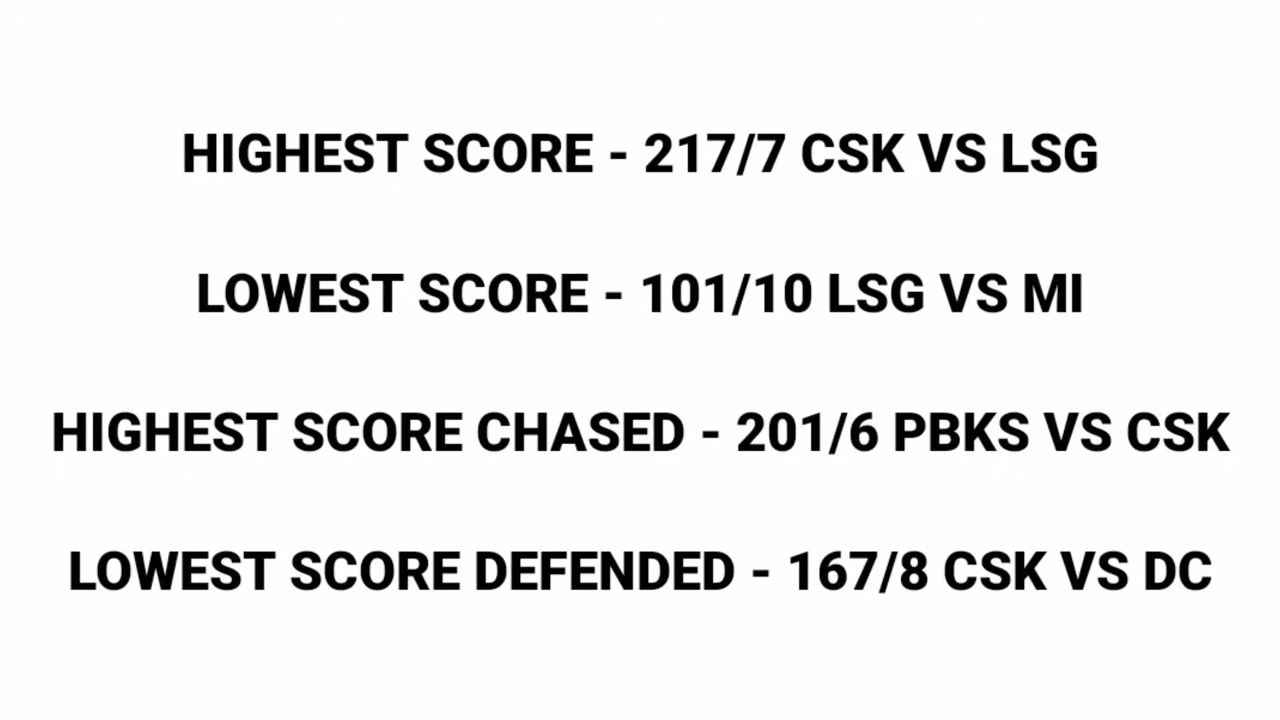 HIGHEST SCORE - 217/7 CSK VS LSG
LOWEST SCORE - 101/10 LSG VS MI
HIGHEST SCORE CHASED - 201/6 PBKS VS CSK
LOWEST SCORE DEFENDED - 167/8 CSK VS DC